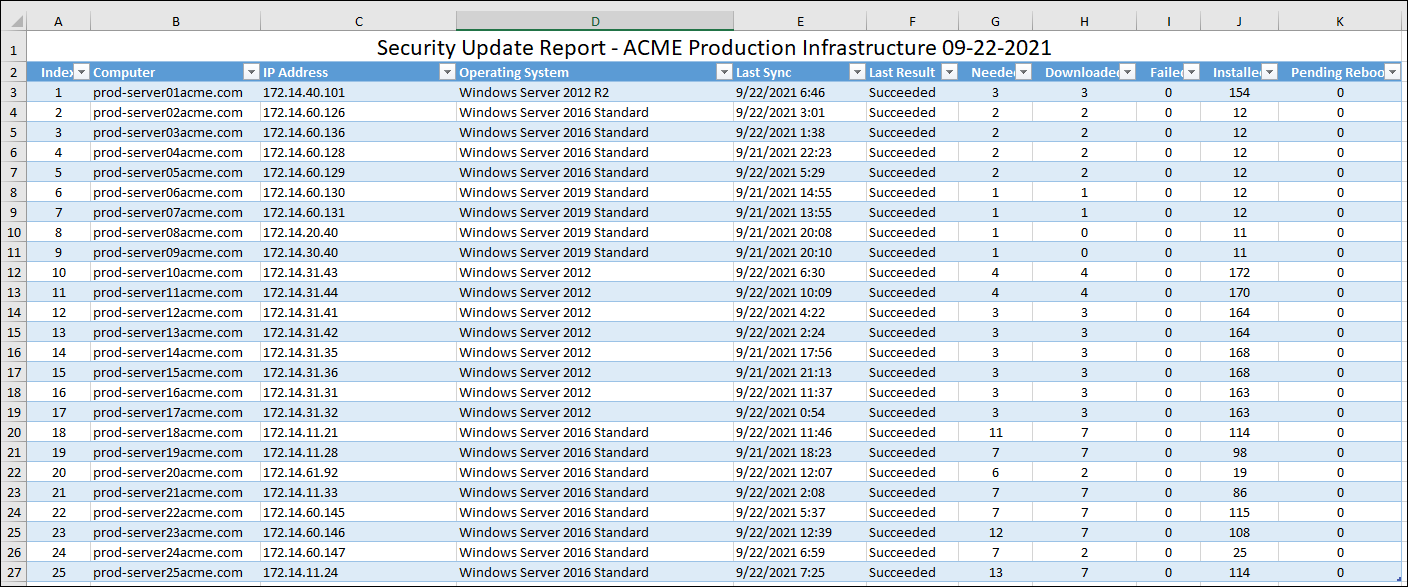 A B C D E F G H I J K
1 Security Update Report - ACME Production Infrastructure 09-22-2021
2 Index Computer IP Address Operating System Last Sync Last Result Neede Downloade Faile Installe Pending Reboo
3 1 prod-server01acme.com 172.14.40.101 Windows Server 2012 R2 9/22/2021 6:46 Succeeded 3 3 0 154 0
4 2 prod-server02acme.com 172.14.60.126 Windows Server 2016 Standard 9/22/2021 3:01 Succeeded 2 2 0 12 0
5 3 prod-server03acme.com 172.14.60.136 Windows Server 2016 Standard 9/22/2021 1:38 Succeeded 2 2 0 12 0
6 4 prod-server04acme.com 172.14.60.128 Windows Server 2016 Standard 9/21/2021 22:23 Succeeded 2 2 0 12 0
7 5 prod-server05acme.com 172.14.60.129 Windows Server 2016 Standard 9/22/2021 5:29 Succeeded 2 2 0 12 0
8 6 prod-server06acme.com 172.14.60.130 Windows Server 2019 Standard 9/21/2021 14:55 Succeeded 1 1 0 12 0
9 7 prod-server07acme.com 172.14.60.131 Windows Server 2019 Standard 9/21/2021 13:55 Succeeded 1 1 0 12 0
10 8 prod-server08acme.com 172.14.20.40 Windows Server 2019 Standard 9/21/2021 20:08 Succeeded 1 0 0 11 0
11 9 prod-server09acme.com 172.14.30.40 Windows Server 2019 Standard 9/21/2021 20:10 Succeeded 1 0 0 11 0
12 10 prod-server10acme.com 172.14.31.43 Windows Server 2012 9/22/2021 6:30 Succeeded 4 4 0 172 0
13 11 prod-server11acme.com 172.14.31.44 Windows Server 2012 9/22/2021 10:09 Succeeded 4 4 0 170 0
14 12 prod-server12acme.com 172.14.31.41 Windows Server 2012 9/22/2021 4:22 Succeeded 3 3 0 164 0
15 13 prod-server13acme.com 172.14.31.42 Windows Server 2012 9/22/2021 2:24 Succeeded 3 3 0 164 0
16 14 prod-server14acme.com 172.14.31.35 Windows Server 2012 9/21/2021 17:56 Succeeded 3 3 0 168 0
17 15 prod-server15acme.com 172.14.31.36 Windows Server 2012 9/21/2021 21:13 Succeeded 3 3 0 168 0
18 16 prod-server16acme.com 172.14.31.31 Windows Server 2012 9/22/2021 11:37 Succeeded 3 3 0 163 0
19 17 prod-server17acme.com 172.14.31.32 Windows Server 2012 9/22/2021 0:54 Succeeded 3 3 0 163 0
20 18 prod-server18acme.com 172.14.11.21 Windows Server 2016 Standard 9/22/2021 11:46 Succeeded 11 7 0 114 0
21 19 prod-server19acme.com 172.14.11.28 Windows Server 2016 Standard 9/21/2021 18:23 Succeeded 7 7 0 98 0
22 20 prod-server20acme.com 172.14.61.92 Windows Server 2016 Standard 9/22/2021 12:07 Succeeded 6 2 0 19 0
23 21 prod-server21acme.com 172.14.11.33 Windows Server 2016 Standard 9/22/2021 2:08 Succeeded 7 7 0 86 0
24 22 prod-server22acme.com 172.14.60.145 Windows Server 2016 Standard 9/22/2021 5:37 Succeeded 7 7 0 115 0
25 23 prod-server23acme.com 172.14.60.146 Windows Server 2016 Standard 9/22/2021 12:39 Succeeded 12 7 0 108 0
26 24 prod-server24acme.com 172.14.60.147 Windows Server 2016 Standard 9/22/2021 6:59 Succeeded 7 2 0 25 0
27 25 prod-server25acme.com 172.14.11.24 Windows Server 2016 Standard 9/22/2021 7:25 Succeeded 13 7 0 114 0